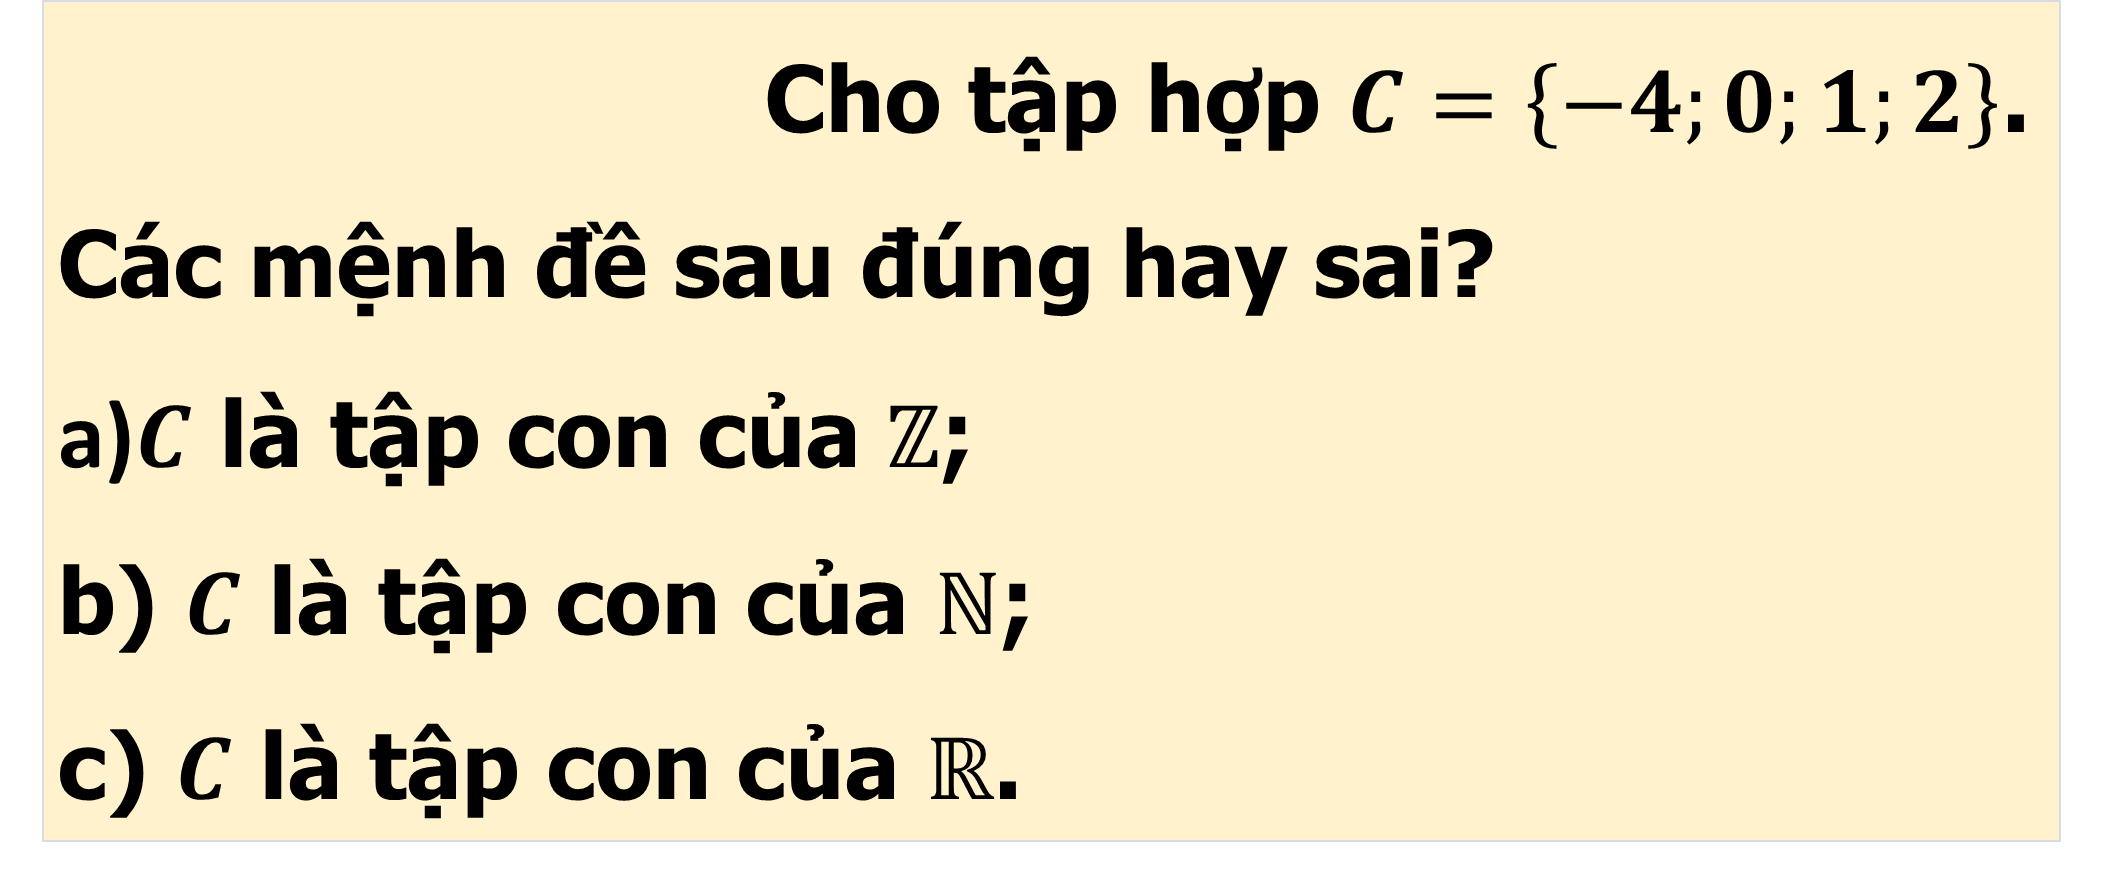 Cho tập hợp C = {−4; 0; 1; 2}.
Các mệnh đề sau đúng hay sai?
a)C là tập con của ℤ;
b) C là tập con của ℕ;
c) C là tập con của ℝ.